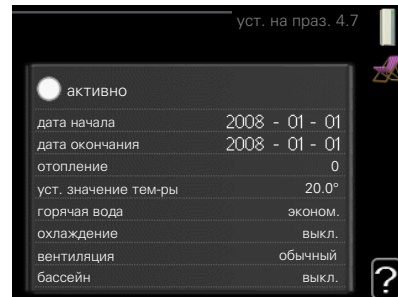 уст. на праз. 4.7
активно
дата начала 2008 - 01 - 01
дата окончания 2008 - 01 - 01
отопление 0
уст. значение тем-ры 20.0°
горячая вода эконом.
охлаждение выкл.
вентиляция обычный
бассейн выкл.
?